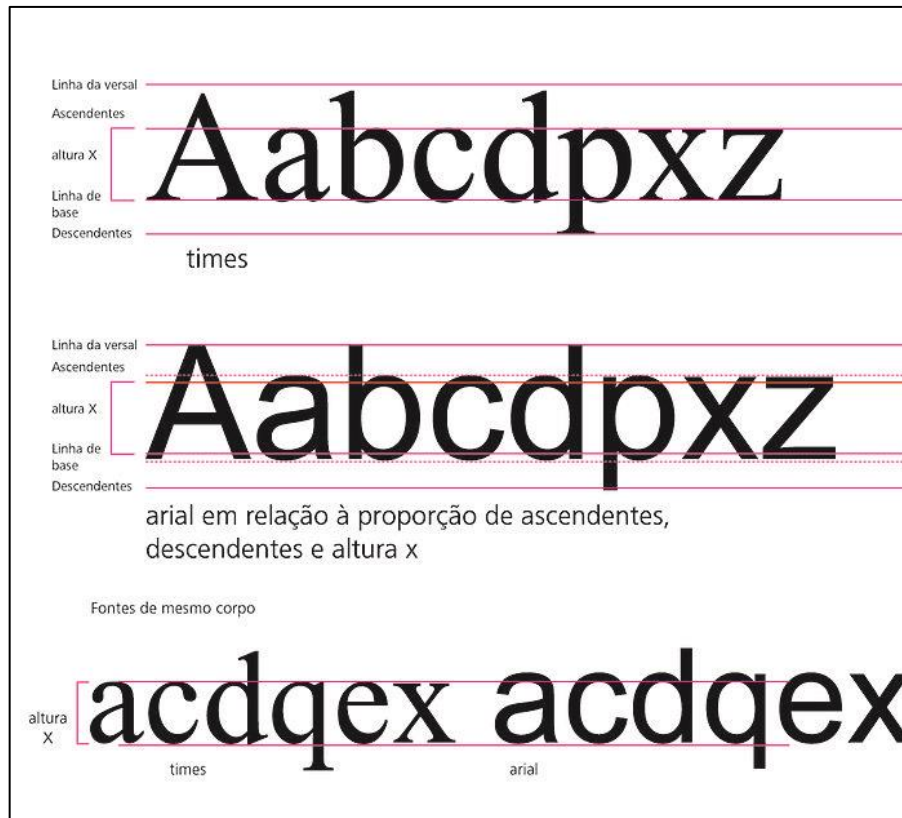 Linha da versal
Ascendentes
altura X
Linha de
base
Descendentes
Aabcdpxz
times
Linha da versal
Ascendentes
altura X
Linha de
base
Descendentes
Aabcdpxz
arial em relação à proporção de ascendentes,
descendentes e altura x
Fontes de mesmo corpo
altura
X
acdqex acdqex
times arial